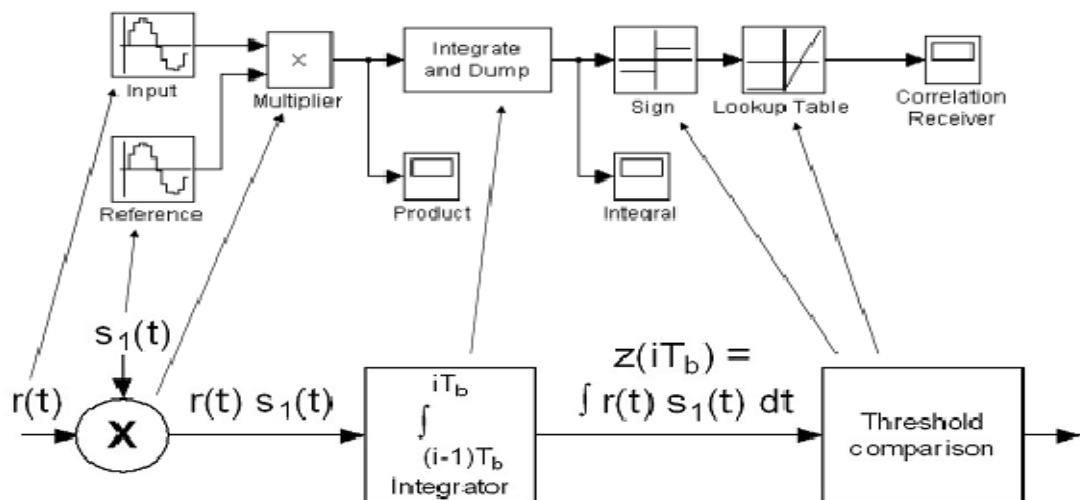 Integrate
and Dump
×
Input
Multiplier
Sign
Lookup Table
Correlation
Receiver
Reference
Product
Integral
s1(t)
r(t)
X
r(t) s1(t)
iTb
∫
(i-1)Tb
Integrator
z(iTb) =
∫ r(t) s1(t) dt
Threshold
comparison